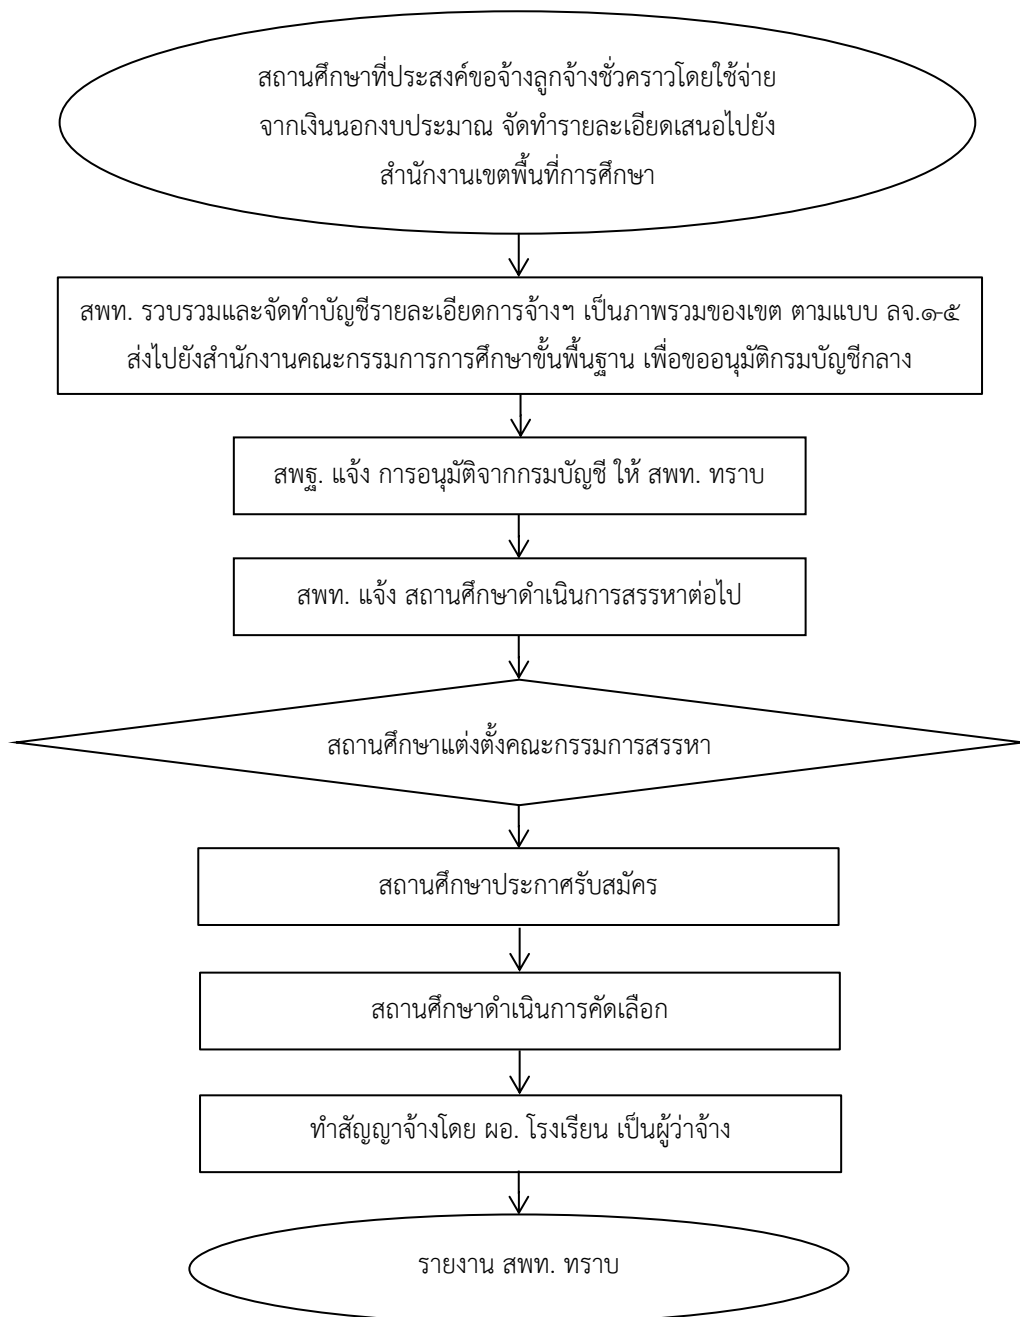 สถานศึกษาที่ประสงค์ขอจ้างลูกจ้างชั่วคราวโดยใช้จ่าย
จากเงินนอกงบประมาณ จัดทำรายละเอียดเสนอไปยัง
สำนักงานเขตพื้นที่การศึกษา
สพท. รวบรวมและจัดทำบัญชีรายละเอียดการจ้างฯ เป็นภาพรวมของเขต ตามแบบ ลจ.๑-๕
ส่งไปยังสำนักงานคณะกรรมการการศึกษาขั้นพื้นฐาน เพื่อขออนุมัติกรมบัญชีกลาง
สพฐ. แจ้ง การอนุมัติจากกรมบัญชี ให้ สพท. ทราบ
สพท. แจ้ง สถานศึกษาดำเนินการสรรหาต่อไป
สถานศึกษาแต่งตั้งคณะกรรมการสรรหา
สถานศึกษาประกาศรับสมัคร
สถานศึกษาดำเนินการคัดเลือก
ทำสัญญาจ้างโดย ผอ. โรงเรียน เป็นผู้ว่าจ้าง
รายงาน สพท. ทราบ